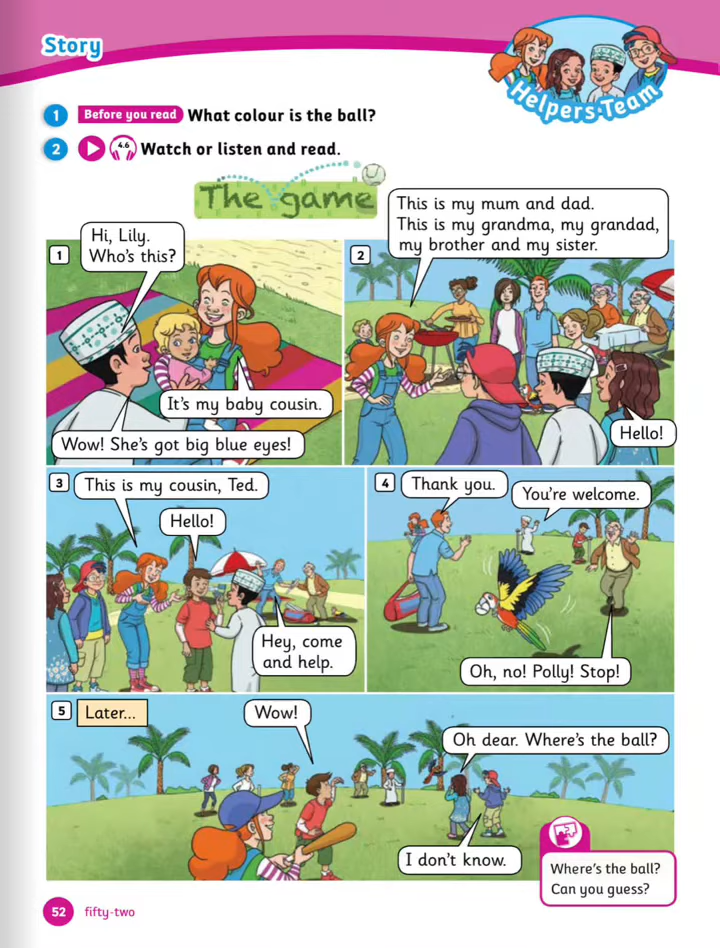 Story
Helpers Team
1 Before you read What colour is the ball?
2 4.6 Watch or listen and read.
The game
1
Hi, Lily.
Who's this?
It's my baby cousin.
Wow! She's got big blue eyes!
2
This is my mum and dad.
This is my grandma, my grandad,
my brother and my sister.
Hello!
3
This is my cousin, Ted.
Hello!
Hey, come
and help.
4
Thank you.
You're welcome.
Oh, no! Polly! Stop!
5
Later...
Wow!
Oh dear. Where's the ball?
I don't know.
Where's the ball?
Can you guess?
52 fifty-two